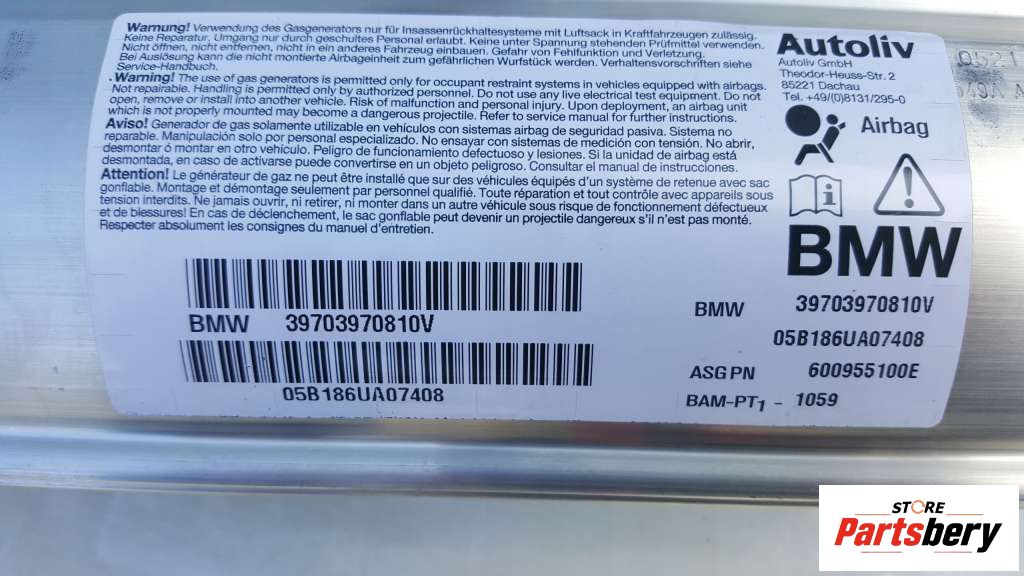 Warnung! Verwendung des Gasgenerators nur für Insassenrückhaltesysteme mit Luftsack in Kraftfahrzeugen zulässig.
Keine Reparatur, Umgang nur durch geschultes Personal erlaubt. Keine unter Spannung stehenden Prüfmittel verwenden.
Nicht öffnen, nicht entfernen, nicht in ein anderes Fahrzeug einbauen. Gefahr von Fehlfunktion und Verletzung.
Bei Auslösung kann die nicht montierte Airbageinheit zum gefährlichen Wurfstück werden. Verhaltensvorschriften siehe
Service-Handbuch.
Warning! The use of gas generators is permitted only for occupant restraint systems in vehicles equipped with airbags.
Not repairable. Handling is permitted only by authorized personnel. Do not use any live electrical test equipment. Do not
open, remove or install into another vehicle. Risk of malfunction and personal injury. Upon deployment, an airbag unit
which is not properly mounted may become a dangerous projectile. Refer to service manual for further instructions.
Aviso! Generador de gas solamente utilizable en vehículos con sistemas airbag de seguridad pasiva. Sistema no
reparable. Manipulación solo por personal especializado. No ensayar con sistemas de medición con tensión. No abrir,
desmontar ó montar en otro vehículo. Peligro de funcionamiento defectuoso y lesiones. Si la unidad de airbag está
desmontada, en caso de activarse puede convertirse en un objeto peligroso. Consultar el manual de instrucciones.
Attention! Le générateur de gaz ne peut être installé que sur des véhicules équipés d'un système de retenue avec sac
gonflable. Montage et démontage seulement par personnel qualifié. Toute réparation et tout contrôle avec appareils sous
tension interdits. Ne jamais ouvrir, ni retirer, ni monter dans un autre véhicule sous risque de fonctionnement défectueux
et de blessures! En cas de déclenchement, le sac gonflable peut devenir un projectile dangereux s'il n'est pas monté.
Respecter absolument les consignes du manuel d'entretien.
Autoliv
Autoliv GmbH
Theodor-Heuss-Str. 2
85221 Dachau
Tel. +49/(0)8131/295-0
Airbag
BMW
BMW 39703970810V
05B186UA07408
BMW 39703970810V
05B186UA07408
ASG PN 600955100E
BAM-PT1 - 1059
STORE
Partsbery